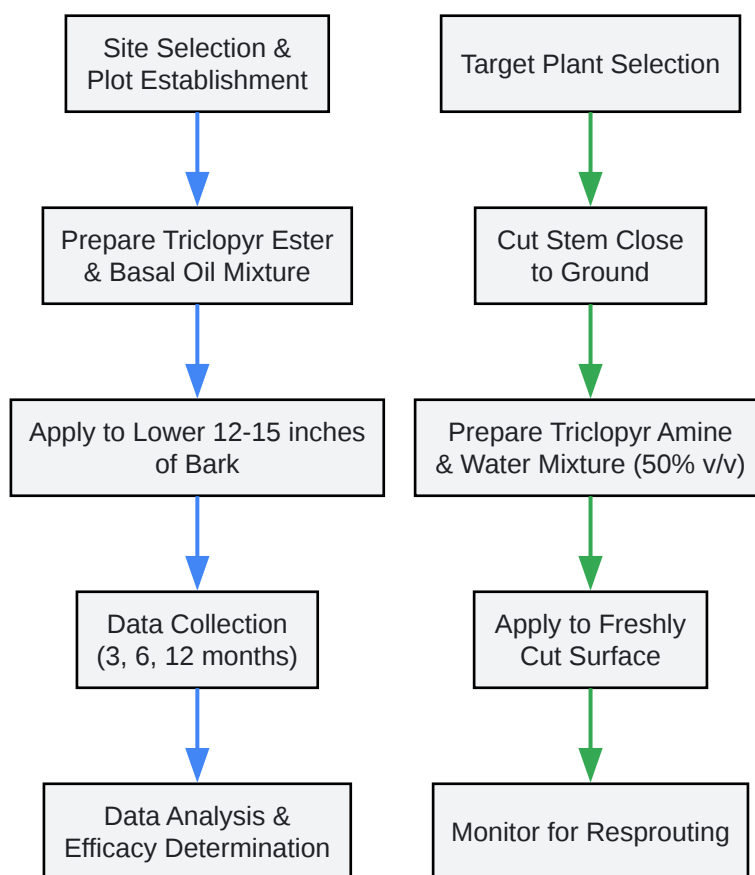 Site Selection &
Plot Establishment
Prepare Triclopyr Ester
& Basal Oil Mixture
Apply to Lower 12-15 inches
of Bark
Data Collection
(3, 6, 12 months)
Data Analysis &
Efficacy Determination
Target Plant Selection
Cut Stem Close
to Ground
Prepare Triclopyr Amine
& Water Mixture (50% v/v)
Apply to Freshly
Cut Surface
Monitor for Resprouting